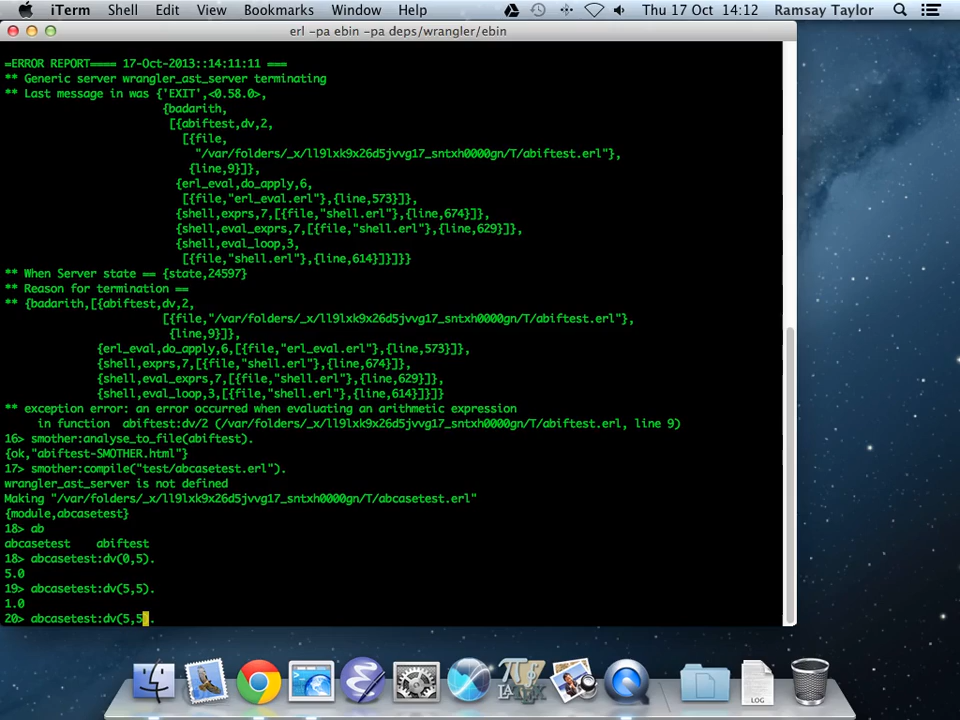 iTerm Shell Edit View Bookmarks Window Help Thu 17 Oct 14:12 Ramsay Taylor
erl -pa ebin -pa deps/wrangler/ebin
=ERROR REPORT==== 17-Oct-2013::14:11:11 ===
** Generic server wrangler_ast_server terminating
** Last message in was {'EXIT',<0.58.0>,
{badarith,
[{abiftest,dv,2,
[{file,
"/var/folders/_x/ll9lxk9x26d5jvvg17_sntxh0000gn/T/abiftest.erl"},
{line,9}]},
{erl_eval,do_apply,6,
[{file,"erl_eval.erl"},{line,573}]},
{shell,exprs,7,[{file,"shell.erl"},{line,674}]},
{shell,eval_exprs,7,[{file,"shell.erl"},{line,629}]},
{shell,eval_loop,3,
[{file,"shell.erl"},{line,614}]}]}}
** When Server state == {state,24597}
** Reason for termination ==
** {badarith,[{abiftest,dv,2,
[{file,"/var/folders/_x/ll9lxk9x26d5jvvg17_sntxh0000gn/T/abiftest.erl"},
{line,9}]},
{erl_eval,do_apply,6,[{file,"erl_eval.erl"},{line,573}]},
{shell,exprs,7,[{file,"shell.erl"},{line,674}]},
{shell,eval_exprs,7,[{file,"shell.erl"},{line,629}]},
{shell,eval_loop,3,[{file,"shell.erl"},{line,614}]}]}
** exception error: an error occurred when evaluating an arithmetic expression
in function  abiftest:dv/2 (/var/folders/_x/ll9lxk9x26d5jvvg17_sntxh0000gn/T/abiftest.erl, line 9)
16> smother:analyse_to_file(abiftest).
{ok,"abiftest-SMOTHER.html"}
17> smother:compile("test/abcasetest.erl").
wrangler_ast_server is not defined
Making "/var/folders/_x/ll9lxk9x26d5jvvg17_sntxh0000gn/T/abcasetest.erl"
{module,abcasetest}
18> ab
abcasetest    abiftest
18> abcasetest:dv(0,5).
5.0
19> abcasetest:dv(5,5).
1.0
20> abcasetest:dv(5,5).
LOG